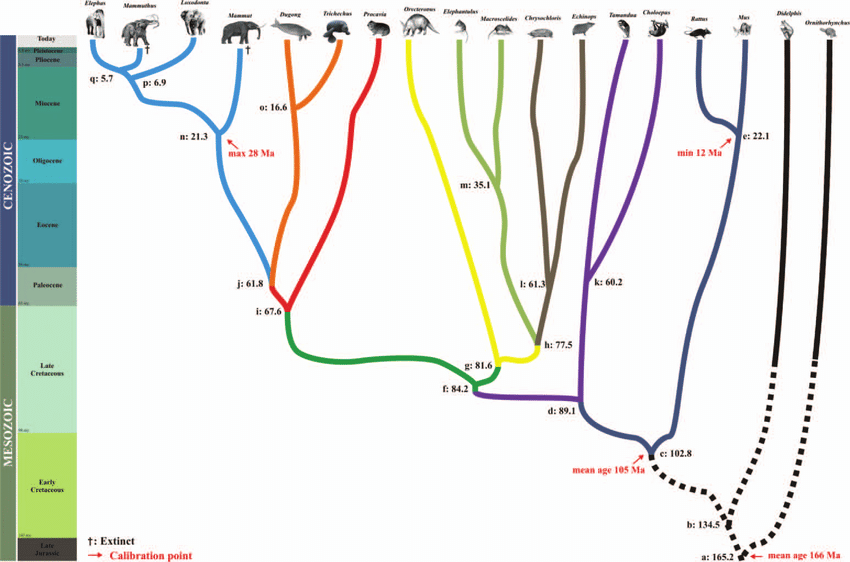 Elephas
Mammuthus
Loxodonta
Mammut
Dugong
Trichechus
Procavia
Orycteropus
Elephantulus
Macroscelides
Chrysochloris
Echinops
Tamandua
Choloepus
Rattus
Mus
Didelphis
Ornithorhynchus
Today
Pleistocene
Pliocene
Miocene
Oligocene
Eocene
Paleocene
Late
Cretaceous
Early
Cretaceous
Late
Jurassic
CENOZOIC
MESOZOIC
†
†
q: 5.7
p: 6.9
o: 16.6
n: 21.3
max 28 Ma
min 12 Ma
e: 22.1
m: 35.1
k: 60.2
l: 61.3
j: 61.8
i: 67.6
h: 77.5
g: 81.6
f: 84.2
d: 89.1
c: 102.8
mean age 105 Ma
b: 134.5
a: 165.2
mean age 166 Ma
†: Extinct
Calibration point